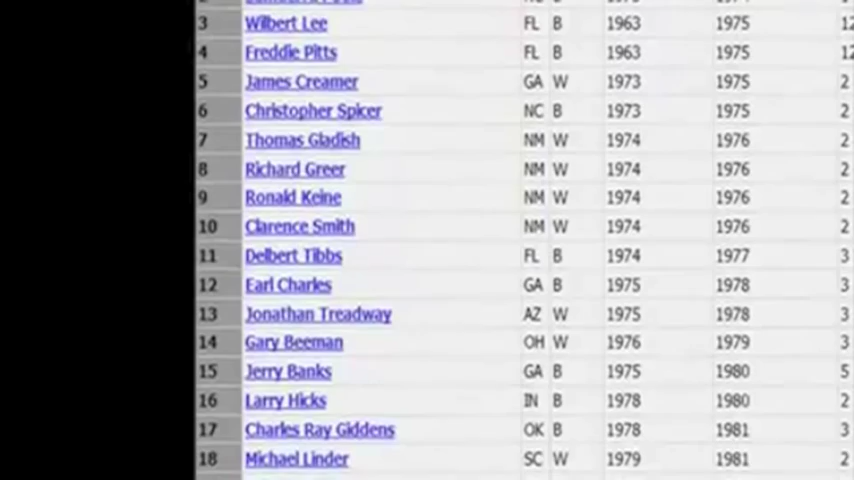 3 Wilbert Lee FL B 1963 1975 12
4 Freddie Pitts FL B 1963 1975 12
5 James Creamer GA W 1973 1975 2
6 Christopher Spicer NC B 1973 1975 2
7 Thomas Gladish NM W 1974 1976 2
8 Richard Greer NM W 1974 1976 2
9 Ronald Keine NM W 1974 1976 2
10 Clarence Smith NM W 1974 1976 2
11 Delbert Tibbs FL B 1974 1977 3
12 Earl Charles GA B 1975 1978 3
13 Jonathan Treadway AZ W 1975 1978 3
14 Gary Beeman OH W 1976 1979 3
15 Jerry Banks GA B 1975 1980 5
16 Larry Hicks IN B 1978 1980 2
17 Charles Ray Giddens OK B 1978 1981 3
18 Michael Linder SC W 1979 1981 2